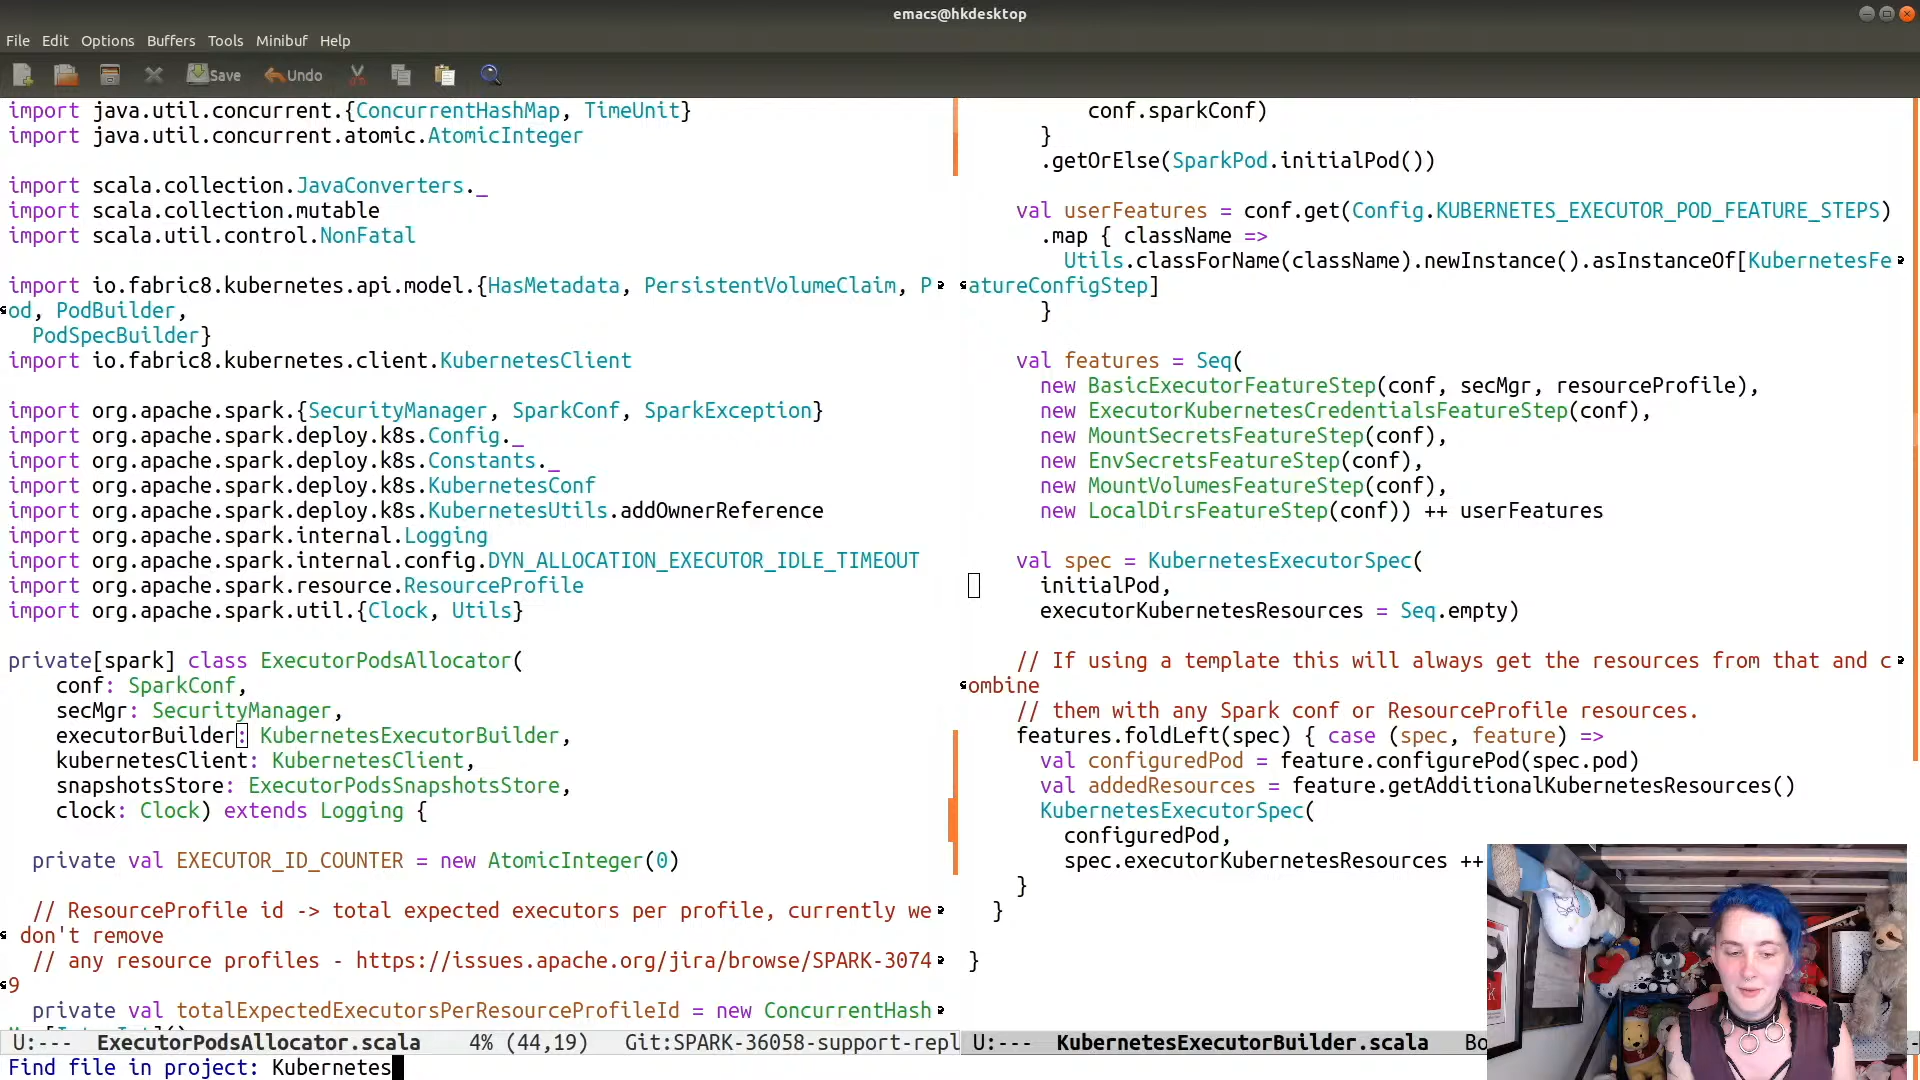 emacs@hkdesktop
File Edit Options Buffers Tools Minibuf Help
Save Undo
import java.util.concurrent.{ConcurrentHashMap, TimeUnit}
import java.util.concurrent.atomic.AtomicInteger
import scala.collection.JavaConverters._
import scala.collection.mutable
import scala.util.control.NonFatal
import io.fabric8.kubernetes.api.model.{HasMetadata, PersistentVolumeClaim, P
od, PodBuilder,
PodSpecBuilder}
import io.fabric8.kubernetes.client.KubernetesClient
import org.apache.spark.{SecurityManager, SparkConf, SparkException}
import org.apache.spark.deploy.k8s.Config._
import org.apache.spark.deploy.k8s.Constants._
import org.apache.spark.deploy.k8s.KubernetesConf
import org.apache.spark.deploy.k8s.KubernetesUtils.addOwnerReference
import org.apache.spark.internal.Logging
import org.apache.spark.internal.config.DYN_ALLOCATION_EXECUTOR_IDLE_TIMEOUT
import org.apache.spark.resource.ResourceProfile
import org.apache.spark.util.{Clock, Utils}
private[spark] class ExecutorPodsAllocator(
conf: SparkConf,
secMgr: SecurityManager,
executorBuilder: KubernetesExecutorBuilder,
kubernetesClient: KubernetesClient,
snapshotsStore: ExecutorPodsSnapshotsStore,
clock: Clock) extends Logging {
private val EXECUTOR_ID_COUNTER = new AtomicInteger(0)
// ResourceProfile id -> total expected executors per profile, currently we
don't remove
// any resource profiles - https://issues.apache.org/jira/browse/SPARK-3074
9
private val totalExpectedExecutorsPerResourceProfileId = new ConcurrentHash
U:--- ExecutorPodsAllocator.scala 4% (44,19) Git:SPARK-36058-support-repl
conf.sparkConf)
}
.getOrElse(SparkPod.initialPod())
val userFeatures = conf.get(Config.KUBERNETES_EXECUTOR_POD_FEATURE_STEPS)
.map { className =>
Utils.classForName(className).newInstance().asInstanceOf[KubernetesFe
atureConfigStep]
}
val features = Seq(
new BasicExecutorFeatureStep(conf, secMgr, resourceProfile),
new ExecutorKubernetesCredentialsFeatureStep(conf),
new MountSecretsFeatureStep(conf),
new EnvSecretsFeatureStep(conf),
new MountVolumesFeatureStep(conf),
new LocalDirsFeatureStep(conf)) ++ userFeatures
val spec = KubernetesExecutorSpec(
initialPod,
executorKubernetesResources = Seq.empty)
// If using a template this will always get the resources from that and c
ombine
// them with any Spark conf or ResourceProfile resources.
features.foldLeft(spec) { case (spec, feature) =>
val configuredPod = feature.configurePod(spec.pod)
val addedResources = feature.getAdditionalKubernetesResources()
KubernetesExecutorSpec(
configuredPod,
spec.executorKubernetesResources ++
}
}
}
U:--- KubernetesExecutorBuilder.scala Bo
Find file in project: Kubernetes